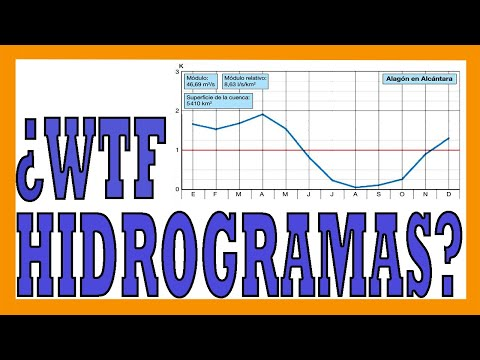 K
Módulo:
46,69 m³/s
Módulo relativo:
8,63 l/s/km²
Superficie de la cuenca:
5410 km²
Alagón en Alcántara
3
2
1
0
E F M A M J J A S O N D
¿WTF
HIDROGRAMAS?